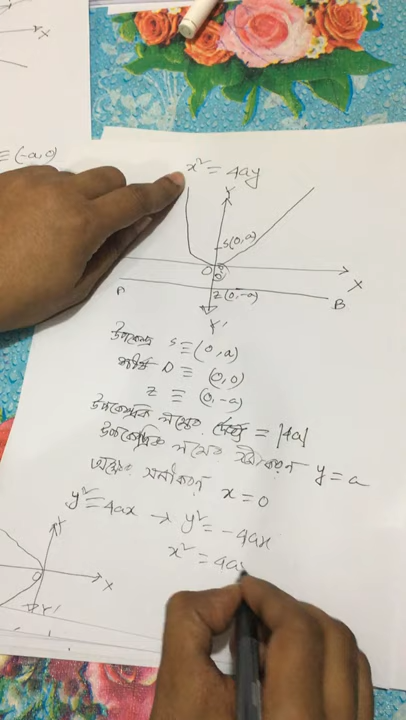 ≡ (-a, 0)
x² = 4ay
Y
S(0, a)
X
O
A
Z(0, -a)
B
Y'
উপকেন্দ্র S ≡ (0, a)
শীর্ষ O ≡ (0, 0)
Z ≡ (0, -a)
উপকেন্দ্রিক লম্বের দৈর্ঘ্য = |4a|
উপকেন্দ্রিক লম্বের সমীকরণ y = a
অক্ষের সমীকরণ x = 0
y² = 4ax → y² = -4ax
x² = 4a
Y
X
Y'
X